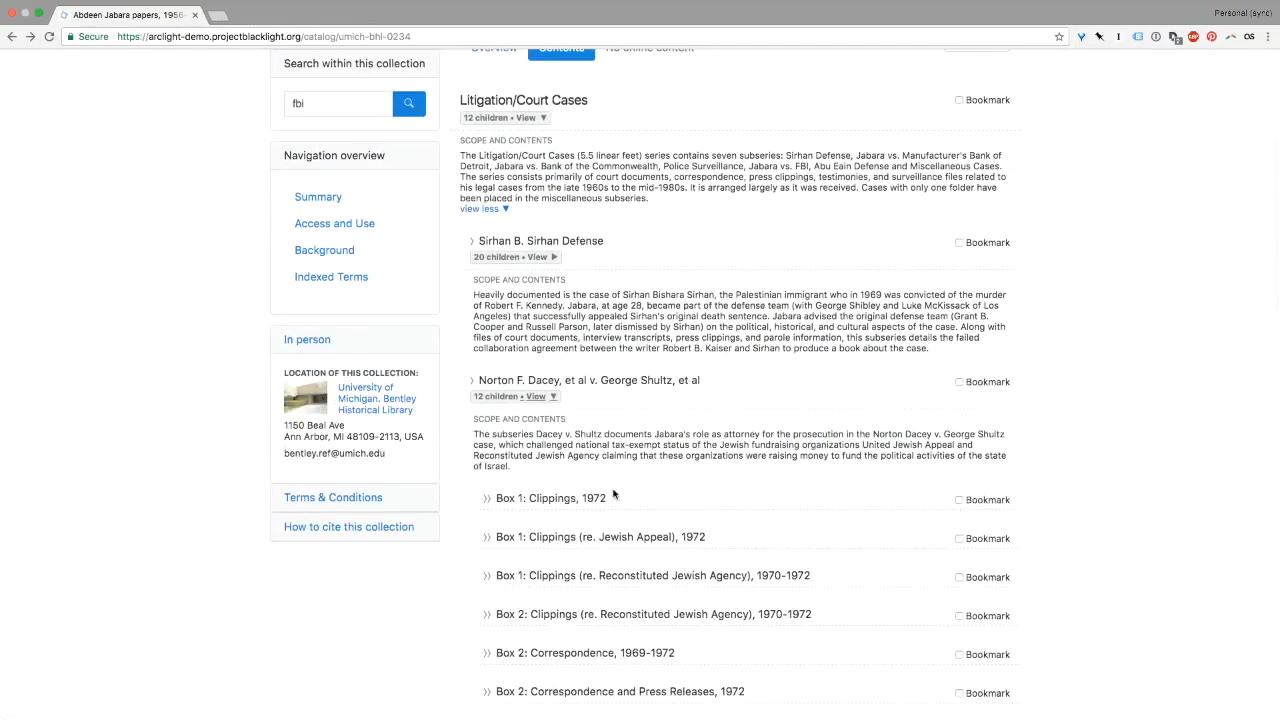 Abdeen Jabara papers, 1956-
Personal (sync)
Secure
https://arclight-demo.projectblacklight.org/catalog/umich-bhl-0234
Overview
Contents
No online content
Search within this collection
fbi
Navigation overview
Summary
Access and Use
Background
Indexed Terms
In person
LOCATION OF THIS COLLECTION:
University of
Michigan. Bentley
Historical Library
1150 Beal Ave
Ann Arbor, MI 48109-2113, USA
bentley.ref@umich.edu
Terms & Conditions
How to cite this collection
Litigation/Court Cases
Bookmark
12 children • View ▼
SCOPE AND CONTENTS
The Litigation/Court Cases (5.5 linear feet) series contains seven subseries: Sirhan Defense, Jabara vs. Manufacturer's Bank of
Detroit, Jabara vs. Bank of the Commonwealth, Police Surveillance, Jabara vs. FBI, Abu Eain Defense and Miscellaneous Cases.
The series consists primarily of court documents, correspondence, press clippings, testimonies, and surveillance files related to
his legal cases from the late 1960s to the mid-1980s. It is arranged largely as it was received. Cases with only one folder have
been placed in the miscellaneous subseries.
view less ▼
〉 Sirhan B. Sirhan Defense
Bookmark
20 children • View ▶
SCOPE AND CONTENTS
Heavily documented is the case of Sirhan Bishara Sirhan, the Palestinian immigrant who in 1969 was convicted of the murder
of Robert F. Kennedy. Jabara, at age 28, became part of the defense team (with George Shibley and Luke McKissack of Los
Angeles) that successfully appealed Sirhan's original death sentence. Jabara advised the original defense team (Grant B.
Cooper and Russell Parson, later dismissed by Sirhan) on the political, historical, and cultural aspects of the case. Along with
files of court documents, interview transcripts, press clippings, and parole information, this subseries details the failed
collaboration agreement between the writer Robert B. Kaiser and Sirhan to produce a book about the case.
〉 Norton F. Dacey, et al v. George Shultz, et al
Bookmark
12 children • View ▼
SCOPE AND CONTENTS
The subseries Dacey v. Shultz documents Jabara's role as attorney for the prosecution in the Norton Dacey v. George Shultz
case, which challenged national tax-exempt status of the Jewish fundraising organizations United Jewish Appeal and
Reconstituted Jewish Agency claiming that these organizations were raising money to fund the political activities of the state
of Israel.
〉〉 Box 1: Clippings, 1972
Bookmark
〉〉 Box 1: Clippings (re. Jewish Appeal), 1972
Bookmark
〉〉 Box 1: Clippings (re. Reconstituted Jewish Agency), 1970-1972
Bookmark
〉〉 Box 2: Clippings (re. Reconstituted Jewish Agency), 1970-1972
Bookmark
〉〉 Box 2: Correspondence, 1969-1972
Bookmark
〉〉 Box 2: Correspondence and Press Releases, 1972
Bookmark